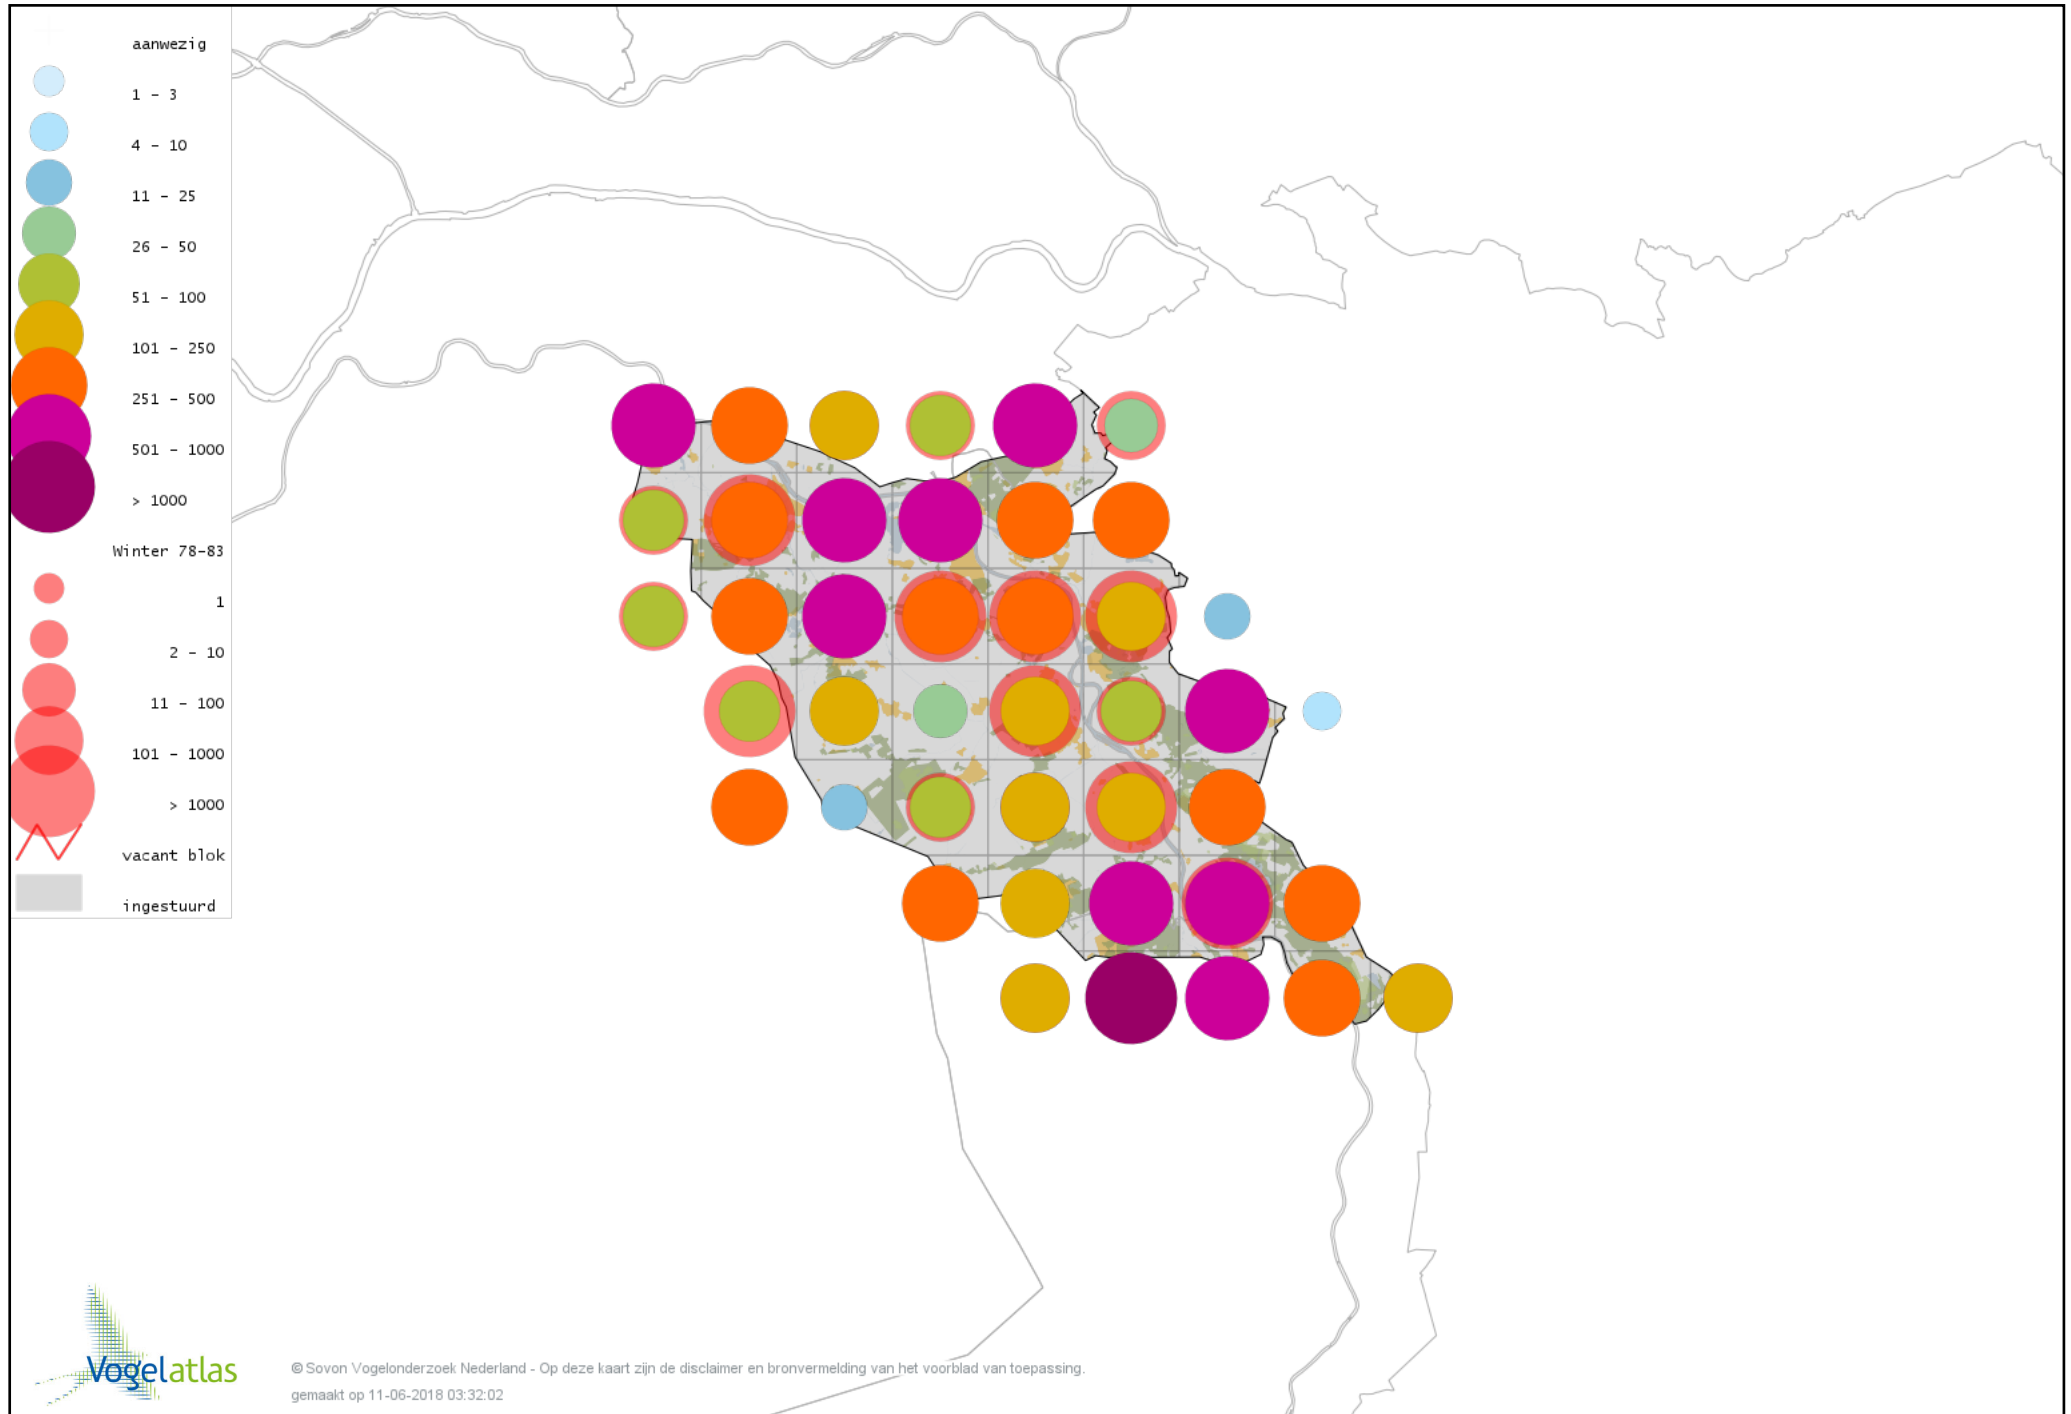 aanwezig
1 - 3
4 - 10
11 - 25
26 - 50
51 - 100
101 - 250
251 - 500
501 - 1000
> 1000
Winter 78-83
1
2 - 10
11 - 100
101 - 1000
> 1000
vacant blok
ingestuurd
Vogelatlas
© Sovon Vogelonderzoek Nederland - Op deze kaart zijn de disclaimer en bronvermelding van het voorblad van toepassing.
gemaakt op 11-06-2018 03:32:02